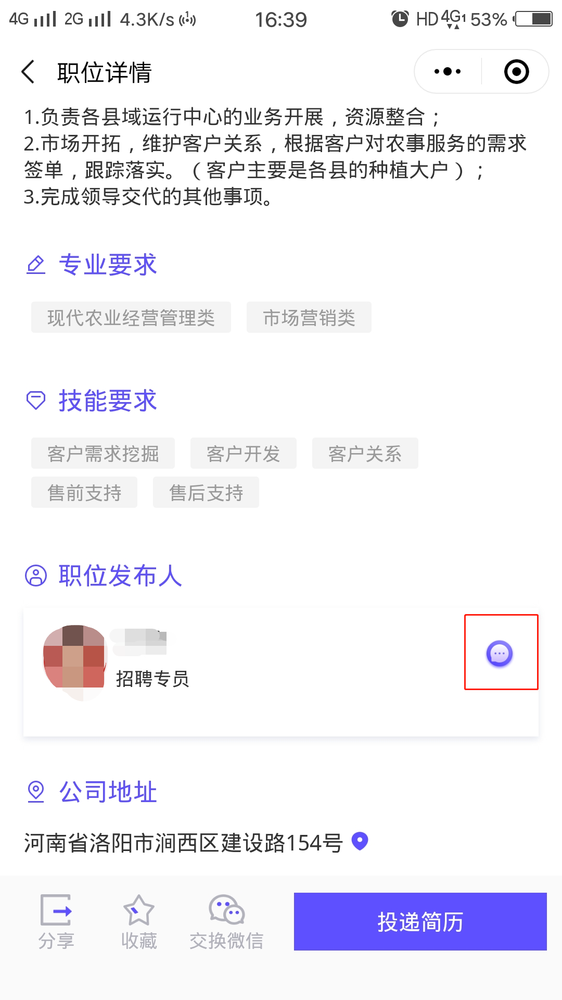 4G 2G 4.3K/s 16:39 HD 4G1 53%
职位详情
1.负责各县域运行中心的业务开展，资源整合；
2.市场开拓，维护客户关系，根据客户对农事服务的需求
签单，跟踪落实。（客户主要是各县的种植大户）；
3.完成领导交代的其他事项。
专业要求
现代农业经营管理类 市场营销类
技能要求
客户需求挖掘 客户开发 客户关系
售前支持 售后支持
职位发布人
招聘专员
公司地址
河南省洛阳市涧西区建设路154号
分享 收藏 交换微信 投递简历